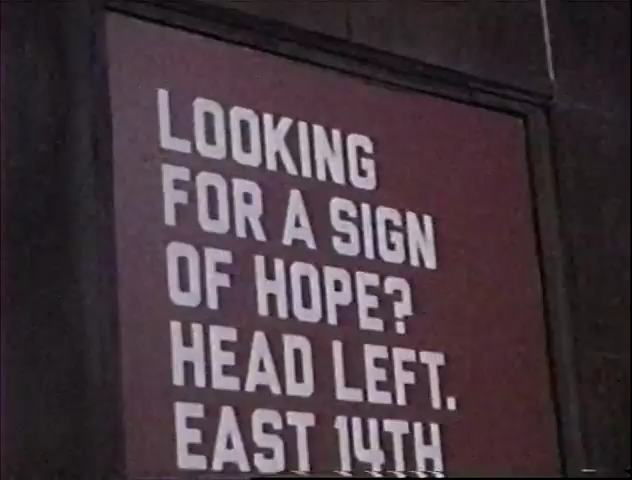 LOOKING
FOR A SIGN
OF HOPE?
HEAD LEFT.
EAST 14TH